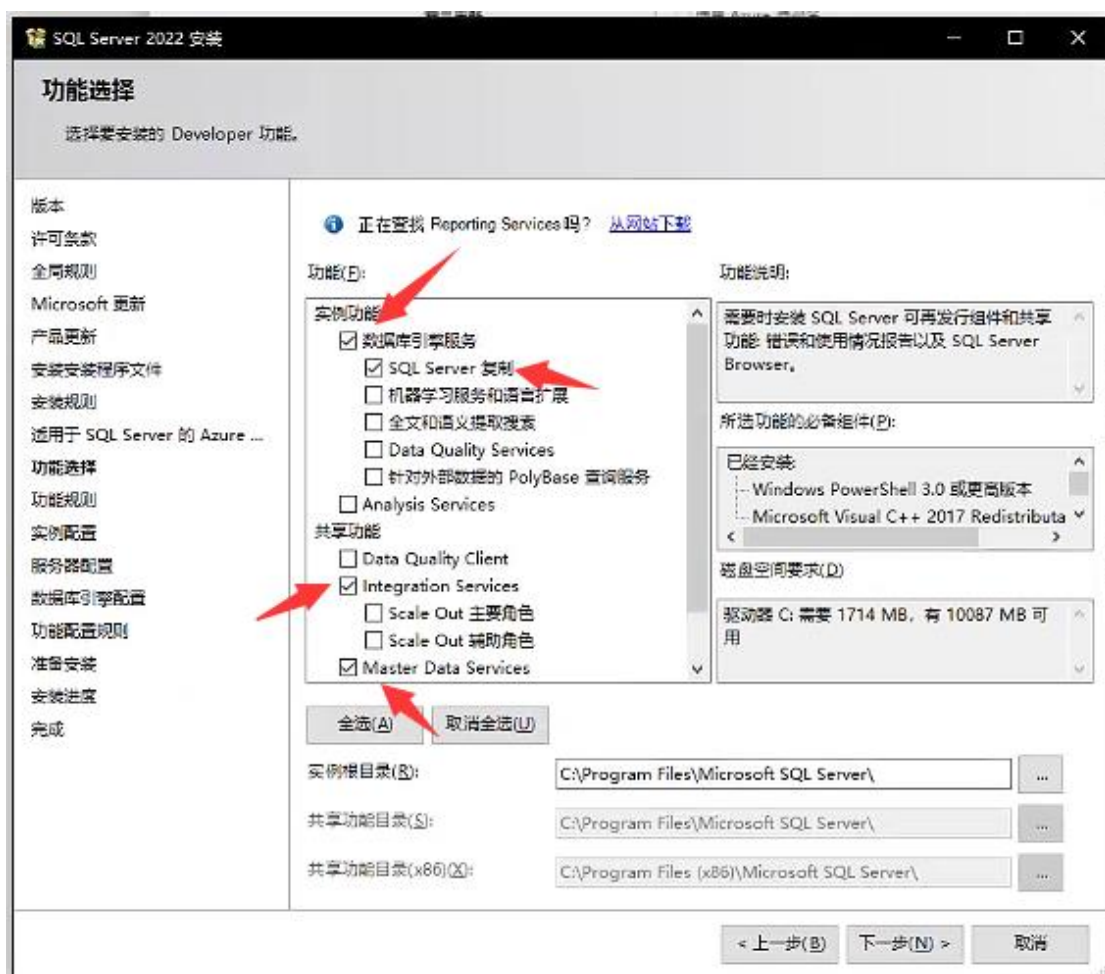 SQL Server 2022 安装
功能选择
选择要安装的 Developer 功能。
版本
许可条款
全局规则
Microsoft 更新
产品更新
安装安装程序文件
安装规则
适用于 SQL Server 的 Azure ...
功能选择
功能规则
实例配置
服务器配置
数据库引擎配置
功能配置规则
准备安装
安装进度
完成
正在查找 Reporting Services吗? 从网站下载
功能(F):
实例功能
数据库引擎服务
SQL Server 复制
机器学习服务和语言扩展
全文和语义提取搜索
Data Quality Services
针对外部数据的 PolyBase 查询服务
Analysis Services
共享功能
Data Quality Client
Integration Services
Scale Out 主要角色
Scale Out 辅助角色
Master Data Services
功能说明:
需要时安装 SQL Server 可再发行组件和共享
功能: 错误和使用情况报告以及 SQL Server
Browser。
所选功能的必备组件(P):
已经安装:
Windows PowerShell 3.0 或更高版本
Microsoft Visual C++ 2017 Redistributa
磁盘空间要求(D)
驱动器 C: 需要 1714 MB，有 10087 MB 可
用
全选(A) 取消全选(U)
实例根目录(R): C:\Program Files\Microsoft SQL Server\ ...
共享功能目录(S): C:\Program Files\Microsoft SQL Server\ ...
共享功能目录(x86)(X): C:\Program Files (x86)\Microsoft SQL Server\ ...
< 上一步(B) 下一步(N) > 取消